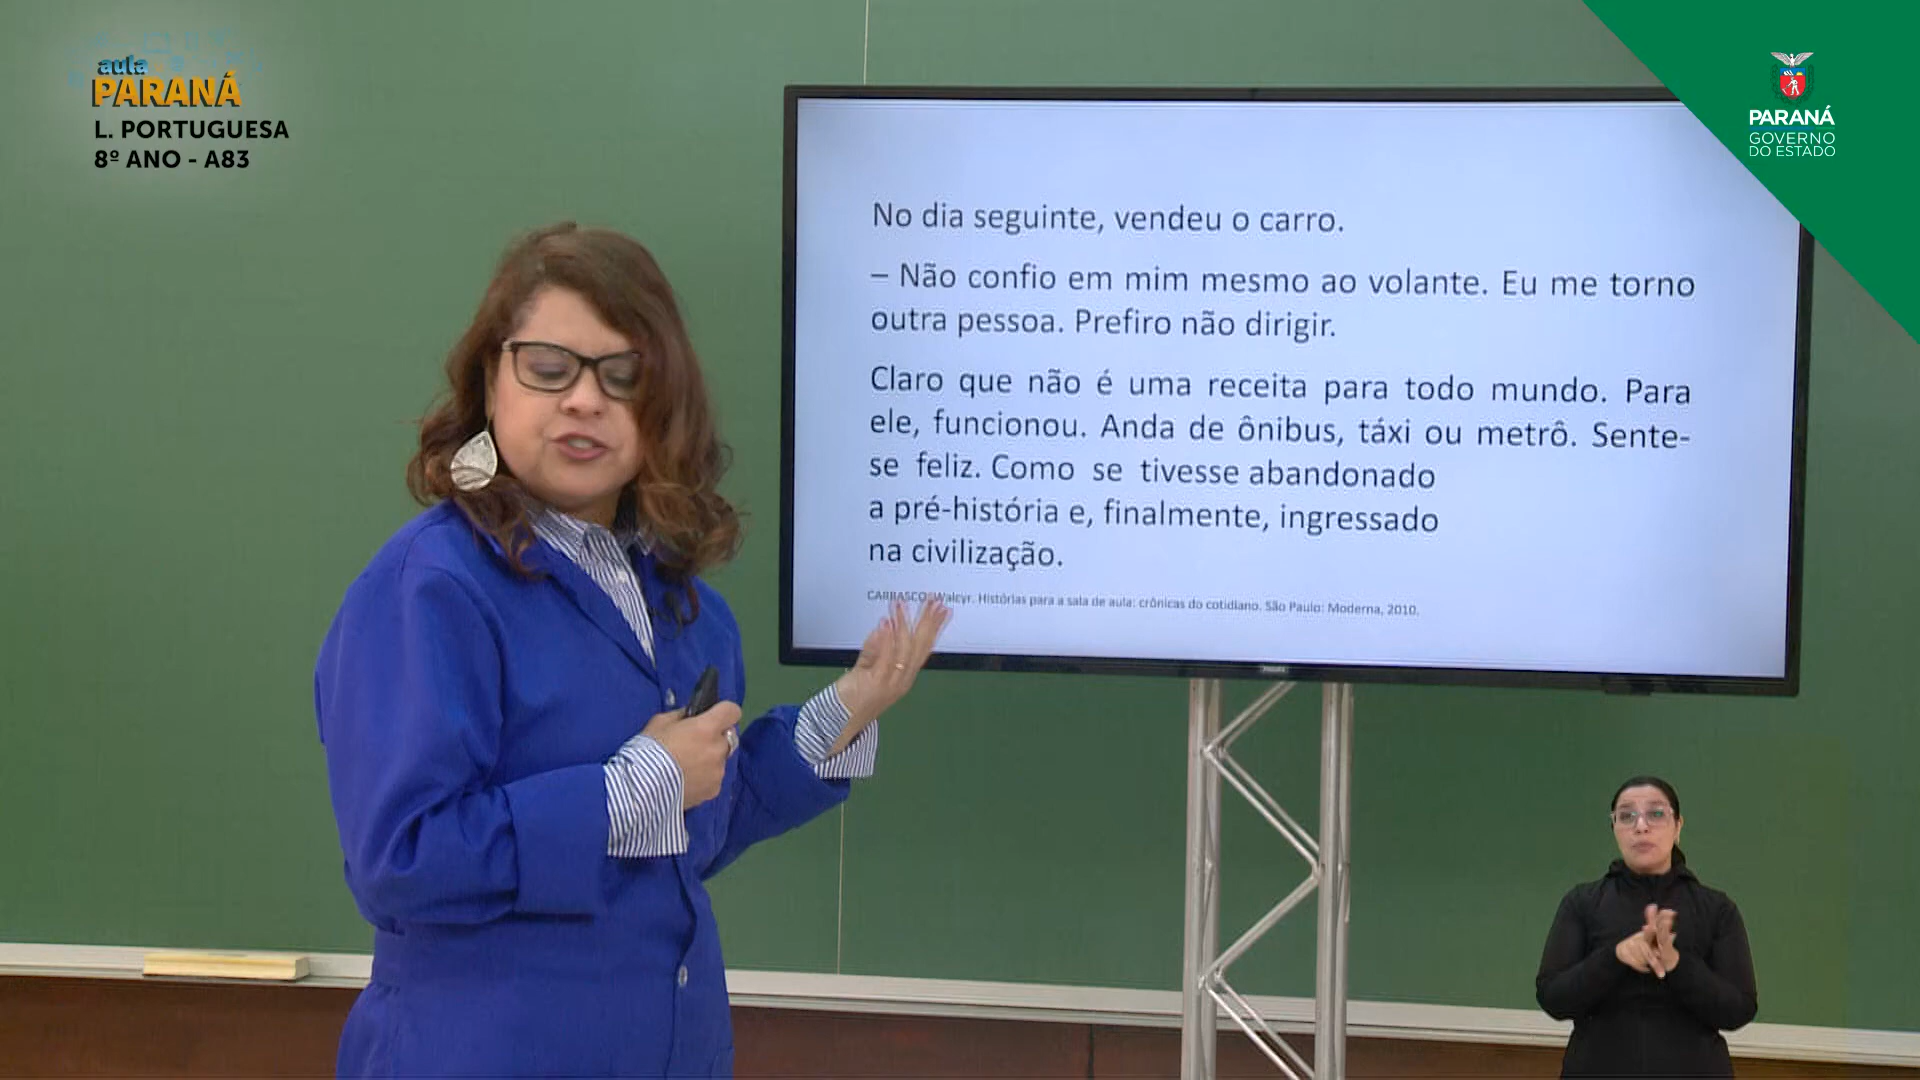 aula
PARANÁ
L. PORTUGUESA
8º ANO - A83
PARANÁ
GOVERNO
DO ESTADO
No dia seguinte, vendeu o carro.
– Não confio em mim mesmo ao volante. Eu me torno
outra pessoa. Prefiro não dirigir.
Claro que não é uma receita para todo mundo. Para
ele, funcionou. Anda de ônibus, táxi ou metrô. Sente-
se feliz. Como se tivesse abandonado
a pré-história e, finalmente, ingressado
na civilização.
CARRASCO, Walcyr. Histórias para a sala de aula: crônicas do cotidiano. São Paulo: Moderna, 2010.
PHILIPS